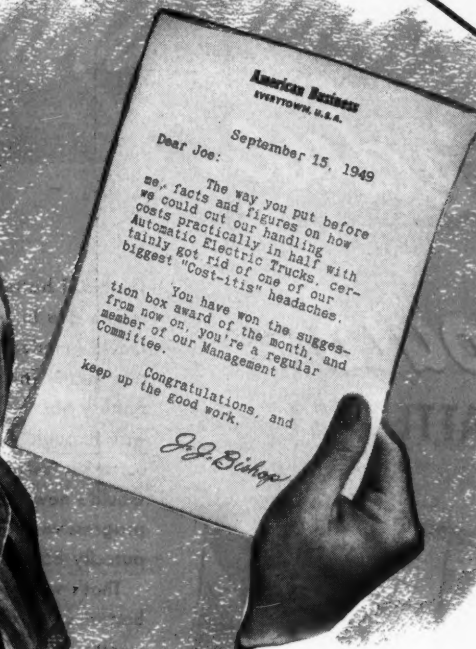 American Business
EVERYTOWN, U.S.A.
September 15, 1949
Dear Joe:
The way you put before
me, facts and figures on how
we could cut our handling
costs practically in half with
Automatic Electric Trucks, cer-
tainly got rid of one of our
biggest "Cost-itis" headaches.
You have won the sugges-
tion box award of the month, and
from now on, you're a regular
member of our Management
Committee.
Congratulations, and
keep up the good work.
J.J. Bishop